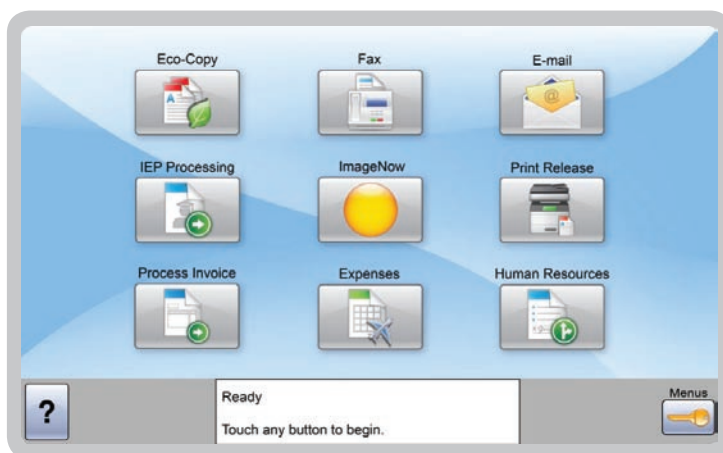 Eco-Copy
Fax
E-mail
IEP Processing
ImageNow
Print Release
Process Invoice
Expenses
Human Resources
?
Ready
Touch any button to begin.
Menus